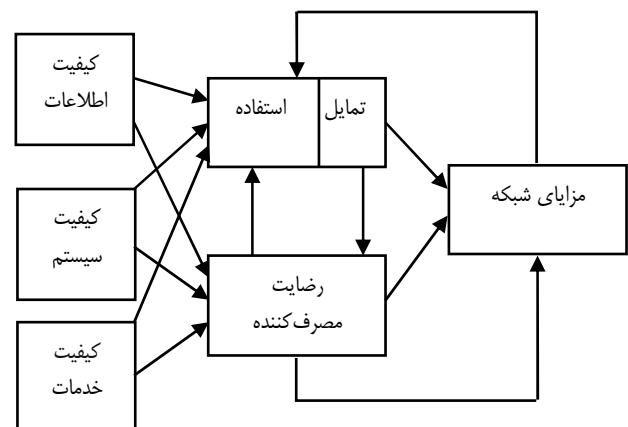 کیفیت
اطلاعات
تمایل
استفاده
مزایای شبکه
کیفیت
سیستم
رضایت
مصرف‌کننده
کیفیت
خدمات